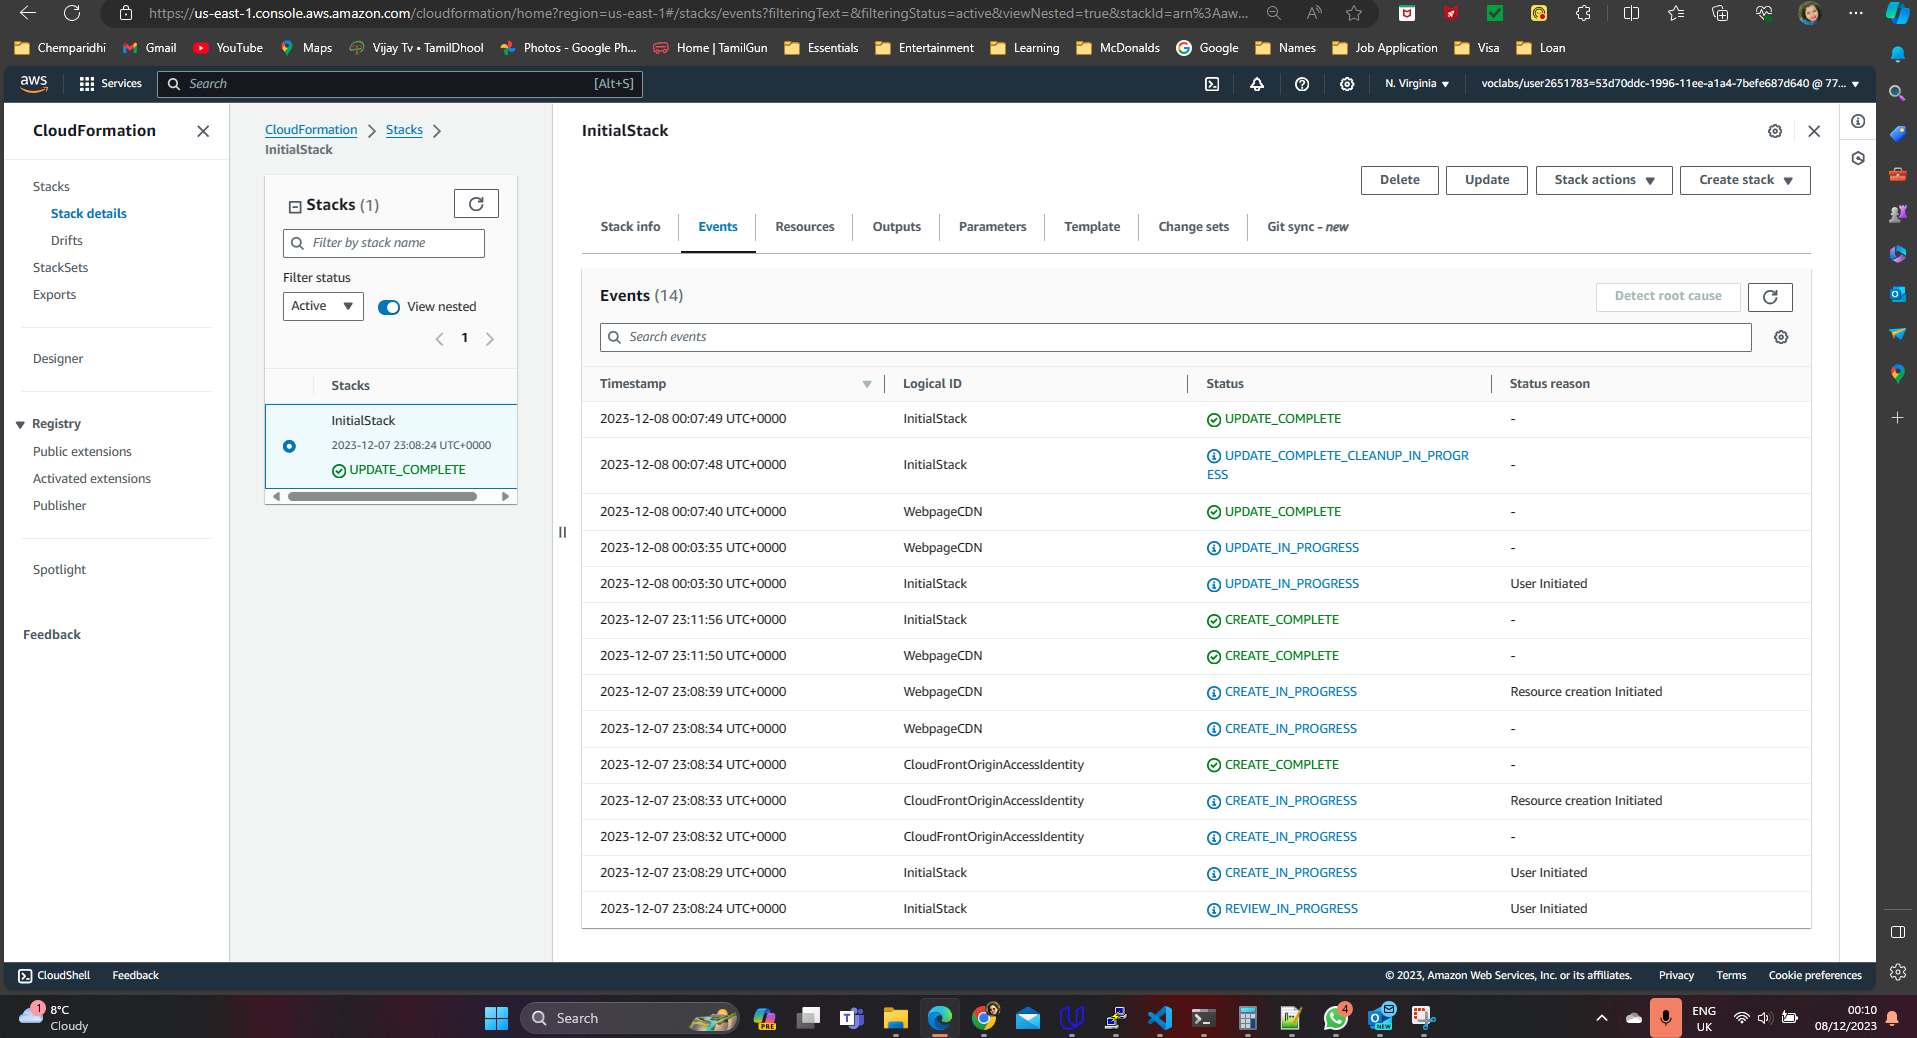 https://us-east-1.console.aws.amazon.com/cloudformation/home?region=us-east-1#/stacks/events?filteringText=&filteringStatus=active&viewNested=true&stackId=arn%3Aaw...
Chemparidhi Gmail YouTube Maps Vijay Tv • TamilDhool Photos - Google Ph... Home | TamilGun Essentials Entertainment Learning McDonalds Google Names Job Application Visa Loan
aws Services Search [Alt+S] N. Virginia voclabs/user2651783=53d70ddc-1996-11ee-a1a4-7befe687d640 @ 77...
CloudFormation
Stacks
Stack details
Drifts
StackSets
Exports
Designer
Registry
Public extensions
Activated extensions
Publisher
Spotlight
Feedback
CloudFormation Stacks
InitialStack
Stacks (1)
Filter by stack name
Filter status
Active View nested
1
Stacks
InitialStack
2023-12-07 23:08:24 UTC+0000
UPDATE_COMPLETE
InitialStack
Delete Update Stack actions Create stack
Stack info Events Resources Outputs Parameters Template Change sets Git sync - new
Events (14) Detect root cause
Search events
Timestamp Logical ID Status Status reason
2023-12-08 00:07:49 UTC+0000 InitialStack UPDATE_COMPLETE -
2023-12-08 00:07:48 UTC+0000 InitialStack UPDATE_COMPLETE_CLEANUP_IN_PROGR
ESS -
2023-12-08 00:07:40 UTC+0000 WebpageCDN UPDATE_COMPLETE -
2023-12-08 00:03:35 UTC+0000 WebpageCDN UPDATE_IN_PROGRESS -
2023-12-08 00:03:30 UTC+0000 InitialStack UPDATE_IN_PROGRESS User Initiated
2023-12-07 23:11:56 UTC+0000 InitialStack CREATE_COMPLETE -
2023-12-07 23:11:50 UTC+0000 WebpageCDN CREATE_COMPLETE -
2023-12-07 23:08:39 UTC+0000 WebpageCDN CREATE_IN_PROGRESS Resource creation Initiated
2023-12-07 23:08:34 UTC+0000 WebpageCDN CREATE_IN_PROGRESS -
2023-12-07 23:08:34 UTC+0000 CloudFrontOriginAccessIdentity CREATE_COMPLETE -
2023-12-07 23:08:33 UTC+0000 CloudFrontOriginAccessIdentity CREATE_IN_PROGRESS Resource creation Initiated
2023-12-07 23:08:32 UTC+0000 CloudFrontOriginAccessIdentity CREATE_IN_PROGRESS -
2023-12-07 23:08:29 UTC+0000 InitialStack CREATE_IN_PROGRESS User Initiated
2023-12-07 23:08:24 UTC+0000 InitialStack REVIEW_IN_PROGRESS User Initiated
CloudShell Feedback © 2023, Amazon Web Services, Inc. or its affiliates. Privacy Terms Cookie preferences
1 8°C
Cloudy
Search
PRE
4
NEW
ENG
UK
00:10
08/12/2023